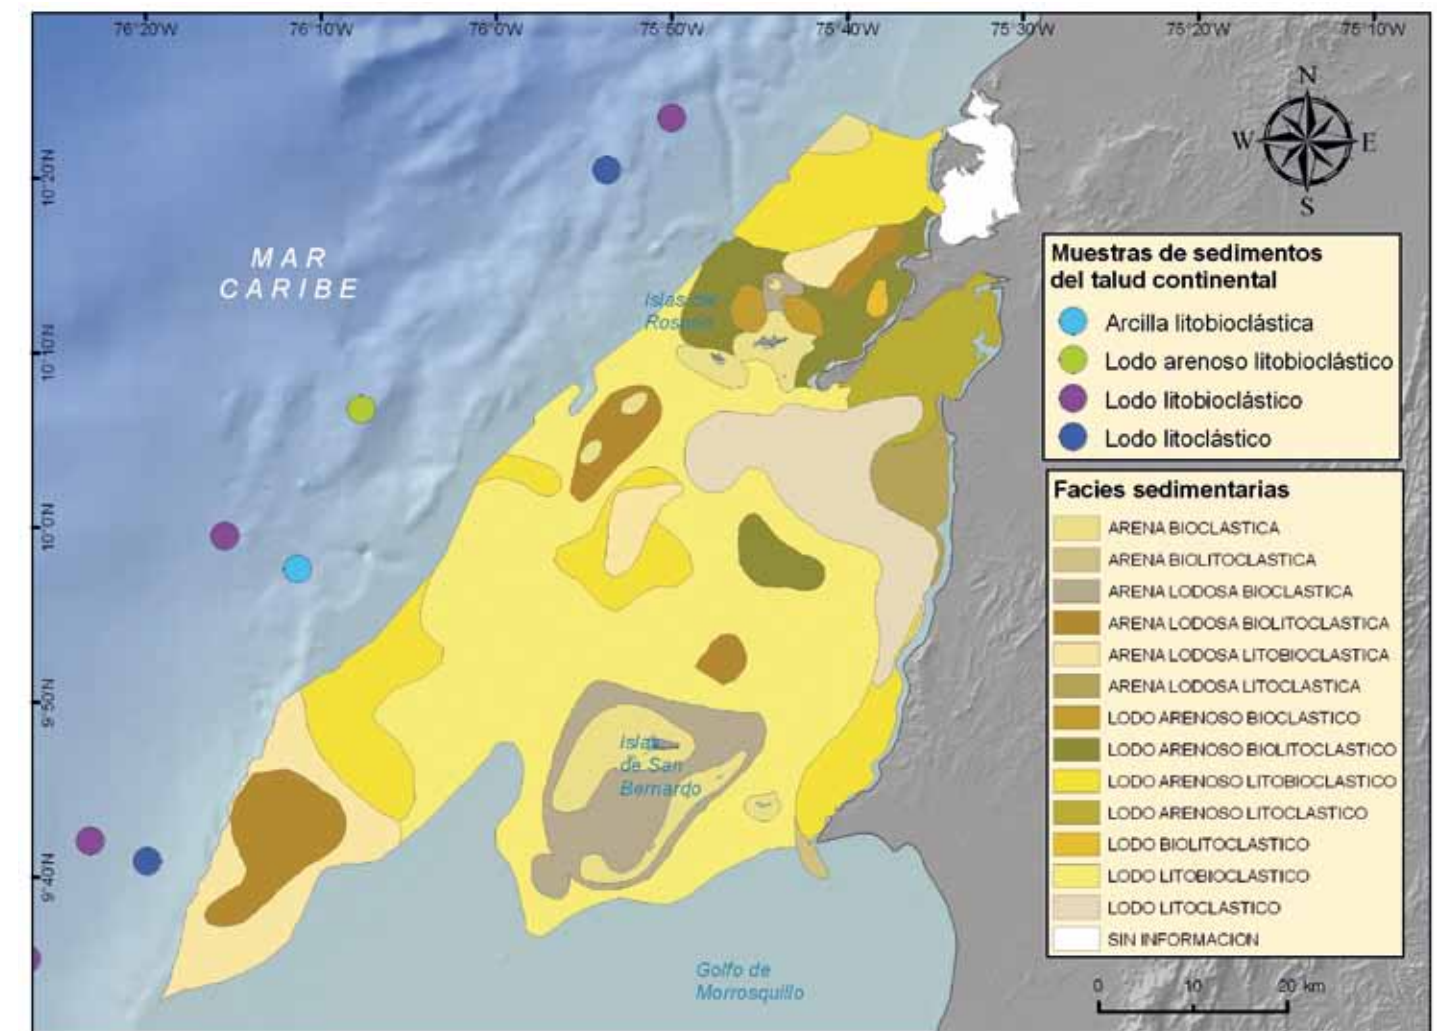 76°20'W 76°10'W 76°0'W 75°50'W 75°40'W 75°30'W 75°20'W 75°10'W
N
W E
S
10°20'N
10°10'N
10°0'N
9°50'N
9°40'N
MAR
CARIBE
Islas de
Rosario
Islas
de San
Bernardo
Golfo de
Morrosquillo
Muestras de sedimentos
del talud continental
Arcilla litobioclástica
Lodo arenoso litobioclástico
Lodo litobioclástico
Lodo litoclástico
Facies sedimentarias
ARENA BIOCLASTICA
ARENA BIOLITOCLASTICA
ARENA LODOSA BIOCLASTICA
ARENA LODOSA BIOLITOCLASTICA
ARENA LODOSA LITOBIOCLASTICA
ARENA LODOSA LITOCLASTICA
LODO ARENOSO BIOCLASTICO
LODO ARENOSO BIOLITOCLASTICO
LODO ARENOSO LITOBIOCLASTICO
LODO ARENOSO LITOCLASTICO
LODO BIOLITOCLASTICO
LODO LITOBIOCLASTICO
LODO LITOCLASTICO
SIN INFORMACION
0 10 20 km